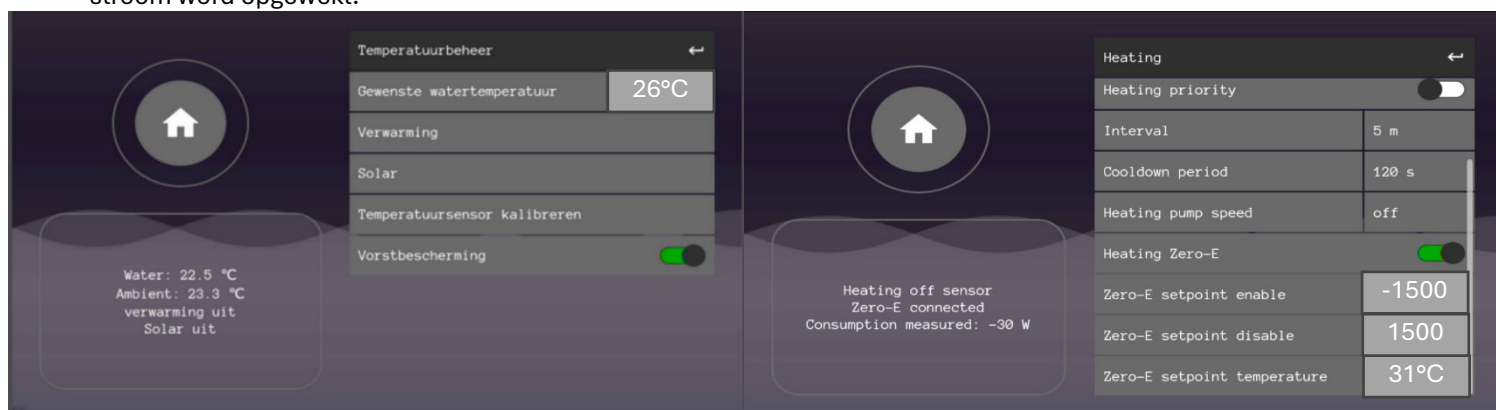 stroom word opgewekt.
Temperatuurbeheer
Gewenste watertemperatuur 26°C
Verwarming
Solar
Temperatuursensor kalibreren
Vorstbescherming
Water: 22.5 °C
Ambient: 23.3 °C
verwarming uit
Solar uit
Heating
Heating priority
Interval 5 m
Cooldown period 120 s
Heating pump speed off
Heating Zero-E
Zero-E setpoint enable -1500
Zero-E setpoint disable 1500
Zero-E setpoint temperature 31°C
Heating off sensor
Zero-E connected
Consumption measured: -30 W